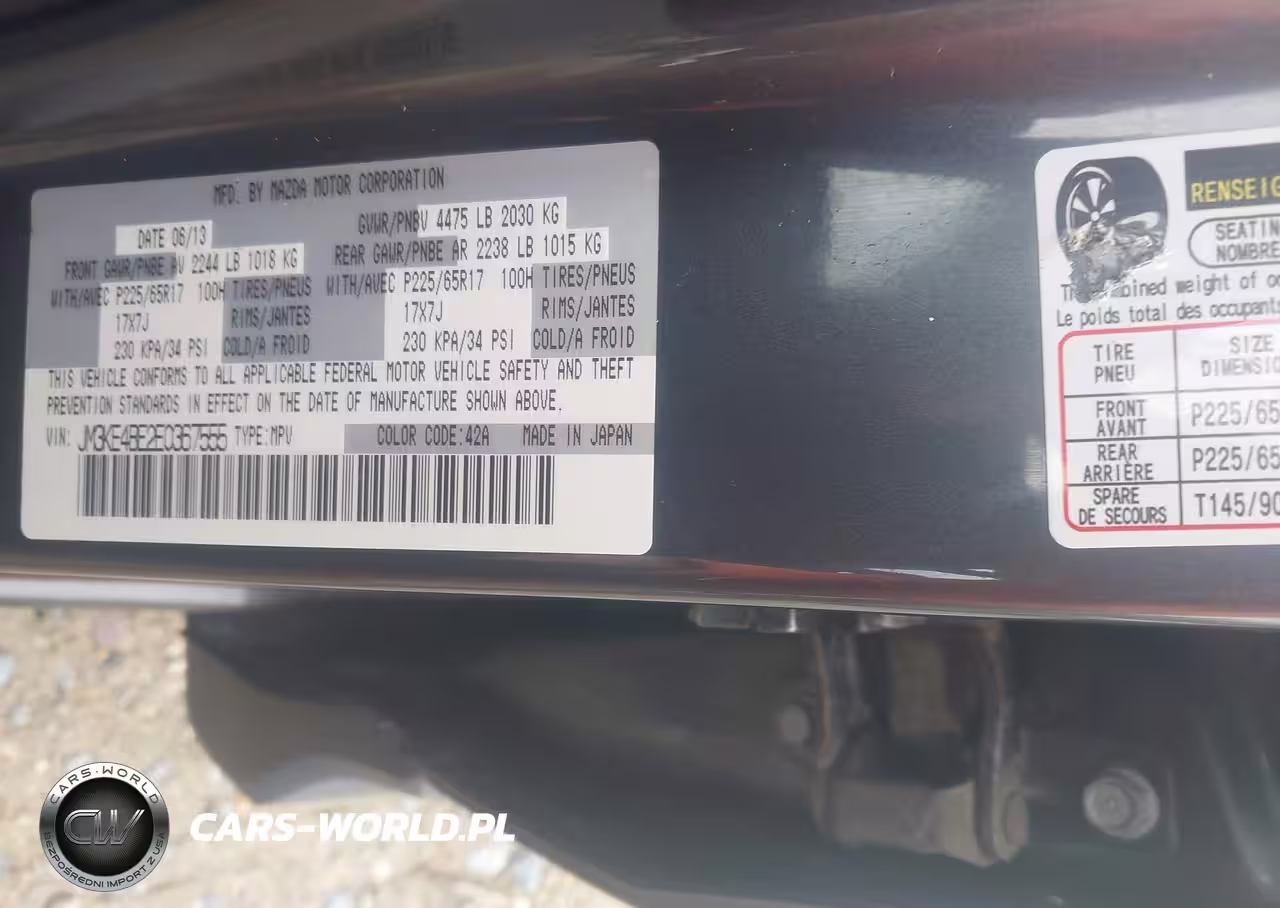 MFD. BY MAZDA MOTOR CORPORATION
DATE 06/13 GVWR/PNBV 4475 LB 2030 KG
FRONT GAWR/PNBE AV 2244 LB 1018 KG REAR GAWR/PNBE AR 2238 LB 1015 KG
WITH/AVEC P225/65R17 100H TIRES/PNEUS WITH/AVEC P225/65R17 100H TIRES/PNEUS
17X7J RIMS/JANTES 17X7J RIMS/JANTES
230 KPA/34 PSI COLD/A FROID 230 KPA/34 PSI COLD/A FROID
THIS VEHICLE CONFORMS TO ALL APPLICABLE FEDERAL MOTOR VEHICLE SAFETY AND THEFT
PREVENTION STANDARDS IN EFFECT ON THE DATE OF MANUFACTURE SHOWN ABOVE.
VIN: JM3KE4BE2E0367555 TYPE:MPV COLOR CODE:42A MADE IN JAPAN
RENSEIG
SEATIN
NOMBRE
bined weight of oc
Le poids total des occupant
TIRE SIZE
PNEU DIMENSIO
FRONT P225/65
AVANT
REAR P225/65
ARRIÈRE
SPARE T145/90
DE SECOURS
CARS-WORLD
CW
BEZPOŚREDNI IMPORT Z USA
CARS-WORLD.PL